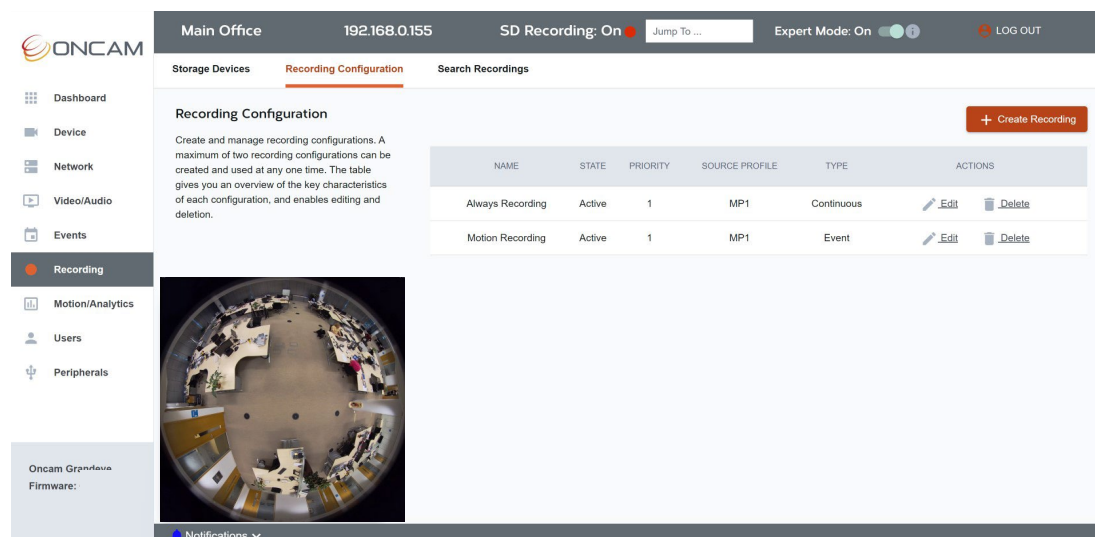 ONCAM
Main Office 192.168.0.155 SD Recording: On Jump To ... Expert Mode: On i LOG OUT
Storage Devices Recording Configuration Search Recordings
Dashboard
Device
Network
Video/Audio
Events
Recording
Motion/Analytics
Users
Peripherals
Oncam Grandeye
Firmware:
Recording Configuration
Create and manage recording configurations. A
maximum of two recording configurations can be
created and used at any one time. The table
gives you an overview of the key characteristics
of each configuration, and enables editing and
deletion.
+ Create Recording
NAME STATE PRIORITY SOURCE PROFILE TYPE ACTIONS
Always Recording Active 1 MP1 Continuous Edit Delete
Motion Recording Active 1 MP1 Event Edit Delete
Notifications